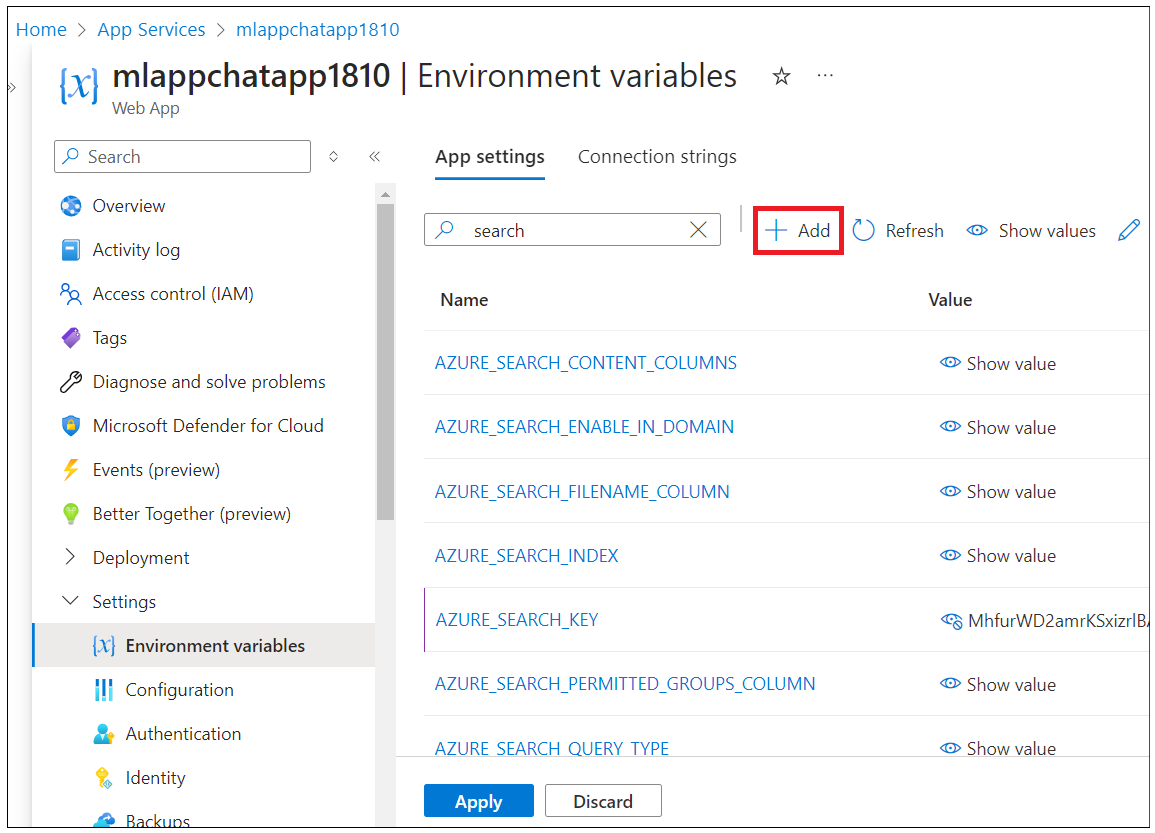 Home > App Services > mlappchatapp1810
{x} mlappchatapp1810 | Environment variables ☆ ...
Web App
Search
Overview
Activity log
Access control (IAM)
Tags
Diagnose and solve problems
Microsoft Defender for Cloud
Events (preview)
Better Together (preview)
Deployment
Settings
{x} Environment variables
Configuration
Authentication
Identity
Backups
App settings Connection strings
search + Add Refresh Show values
Name Value
AZURE_SEARCH_CONTENT_COLUMNS Show value
AZURE_SEARCH_ENABLE_IN_DOMAIN Show value
AZURE_SEARCH_FILENAME_COLUMN Show value
AZURE_SEARCH_INDEX Show value
AZURE_SEARCH_KEY
AZURE_SEARCH_PERMITTED_GROUPS_COLUMN Show value
AZURE_SEARCH_QUERY_TYPE Show value
Apply Discard